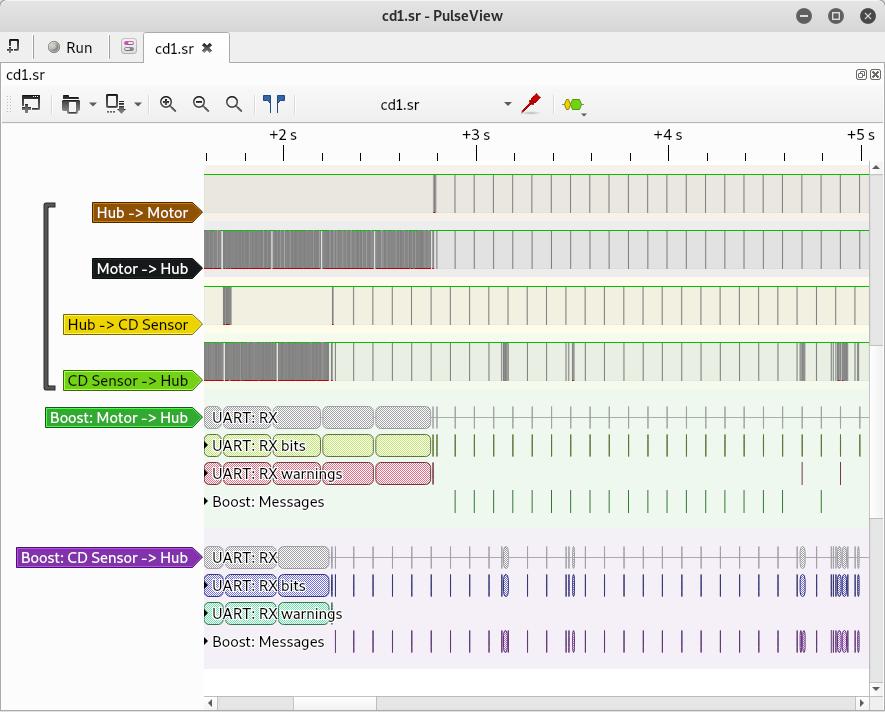 cd1.sr - PulseView
Run
cd1.sr
cd1.sr
cd1.sr
+2 s +3 s +4 s +5 s
Hub -> Motor
Motor -> Hub
Hub -> CD Sensor
CD Sensor -> Hub
Boost: Motor -> Hub UART: RX
UART: RX bits
UART: RX warnings
Boost: Messages
Boost: CD Sensor -> Hub UART: RX
UART: RX bits
UART: RX warnings
Boost: Messages